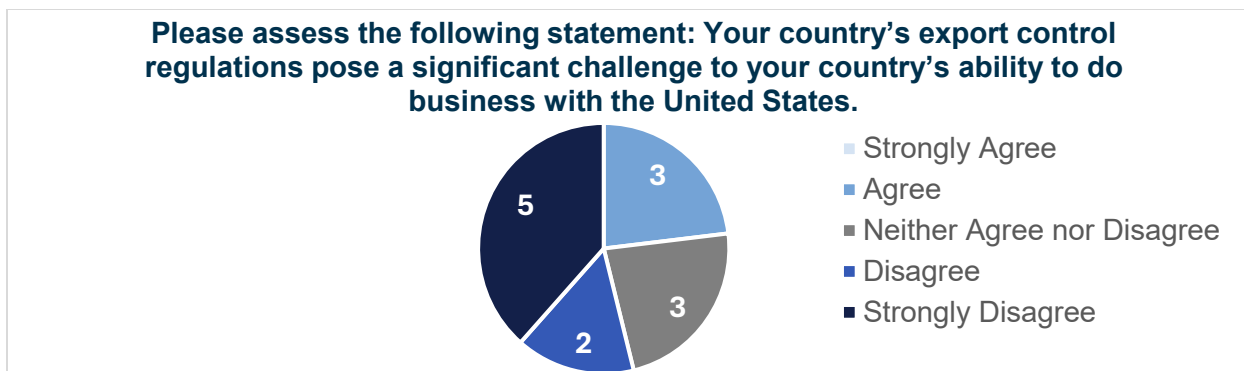 Please assess the following statement: Your country’s export control
regulations pose a significant challenge to your country’s ability to do
business with the United States.
3
5
3
2
Strongly Agree
Agree
Neither Agree nor Disagree
Disagree
Strongly Disagree